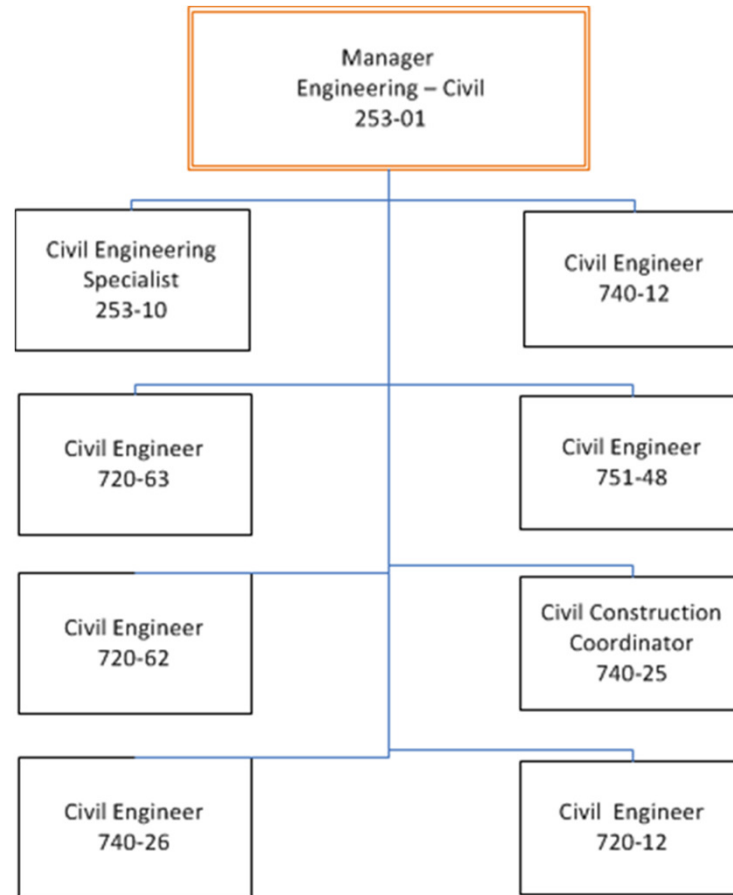 Manager
Engineering – Civil
253-01
Civil Engineering
Specialist
253-10
Civil Engineer
740-12
Civil Engineer
720-63
Civil Engineer
751-48
Civil Engineer
720-62
Civil Construction
Coordinator
740-25
Civil Engineer
740-26
Civil Engineer
720-12